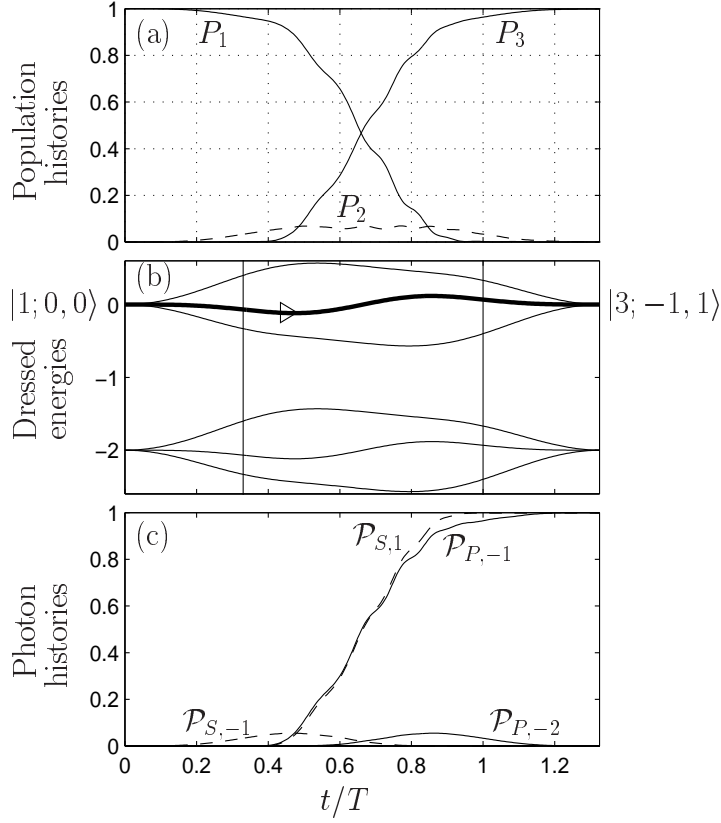 1
(a)
P₁
P₃
0.8
0.6
0.4
0.2
P₂
0
Population
histories
(b)
|1; 0, 0⟩
0
|3; −1, 1⟩
−1
−2
Dressed
energies
1
(c)
𝒫S,1
𝒫P,−1
0.8
0.6
0.4
0.2
𝒫S,−1
𝒫P,−2
0
Photon
histories
0 0.2 0.4 0.6 0.8 1 1.2
t/T